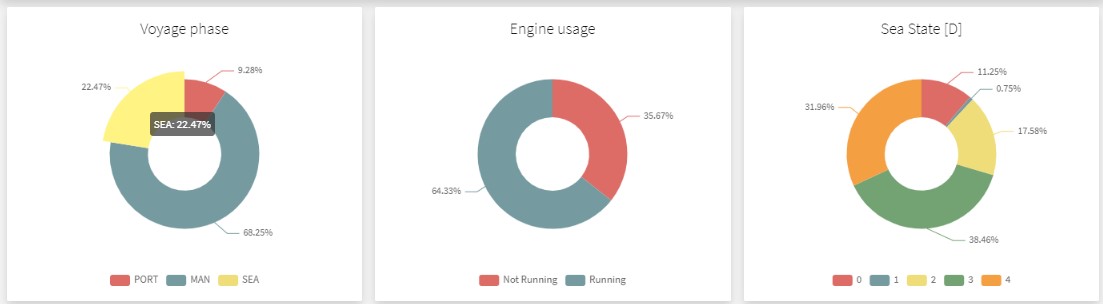 Voyage phase
9.28%
22.47%
SEA: 22.47%
68.25%
PORT MAN SEA
Engine usage
35.67%
64.33%
Not Running Running
Sea State [D]
11.25%
0.75%
31.96%
17.58%
38.46%
0 1 2 3 4